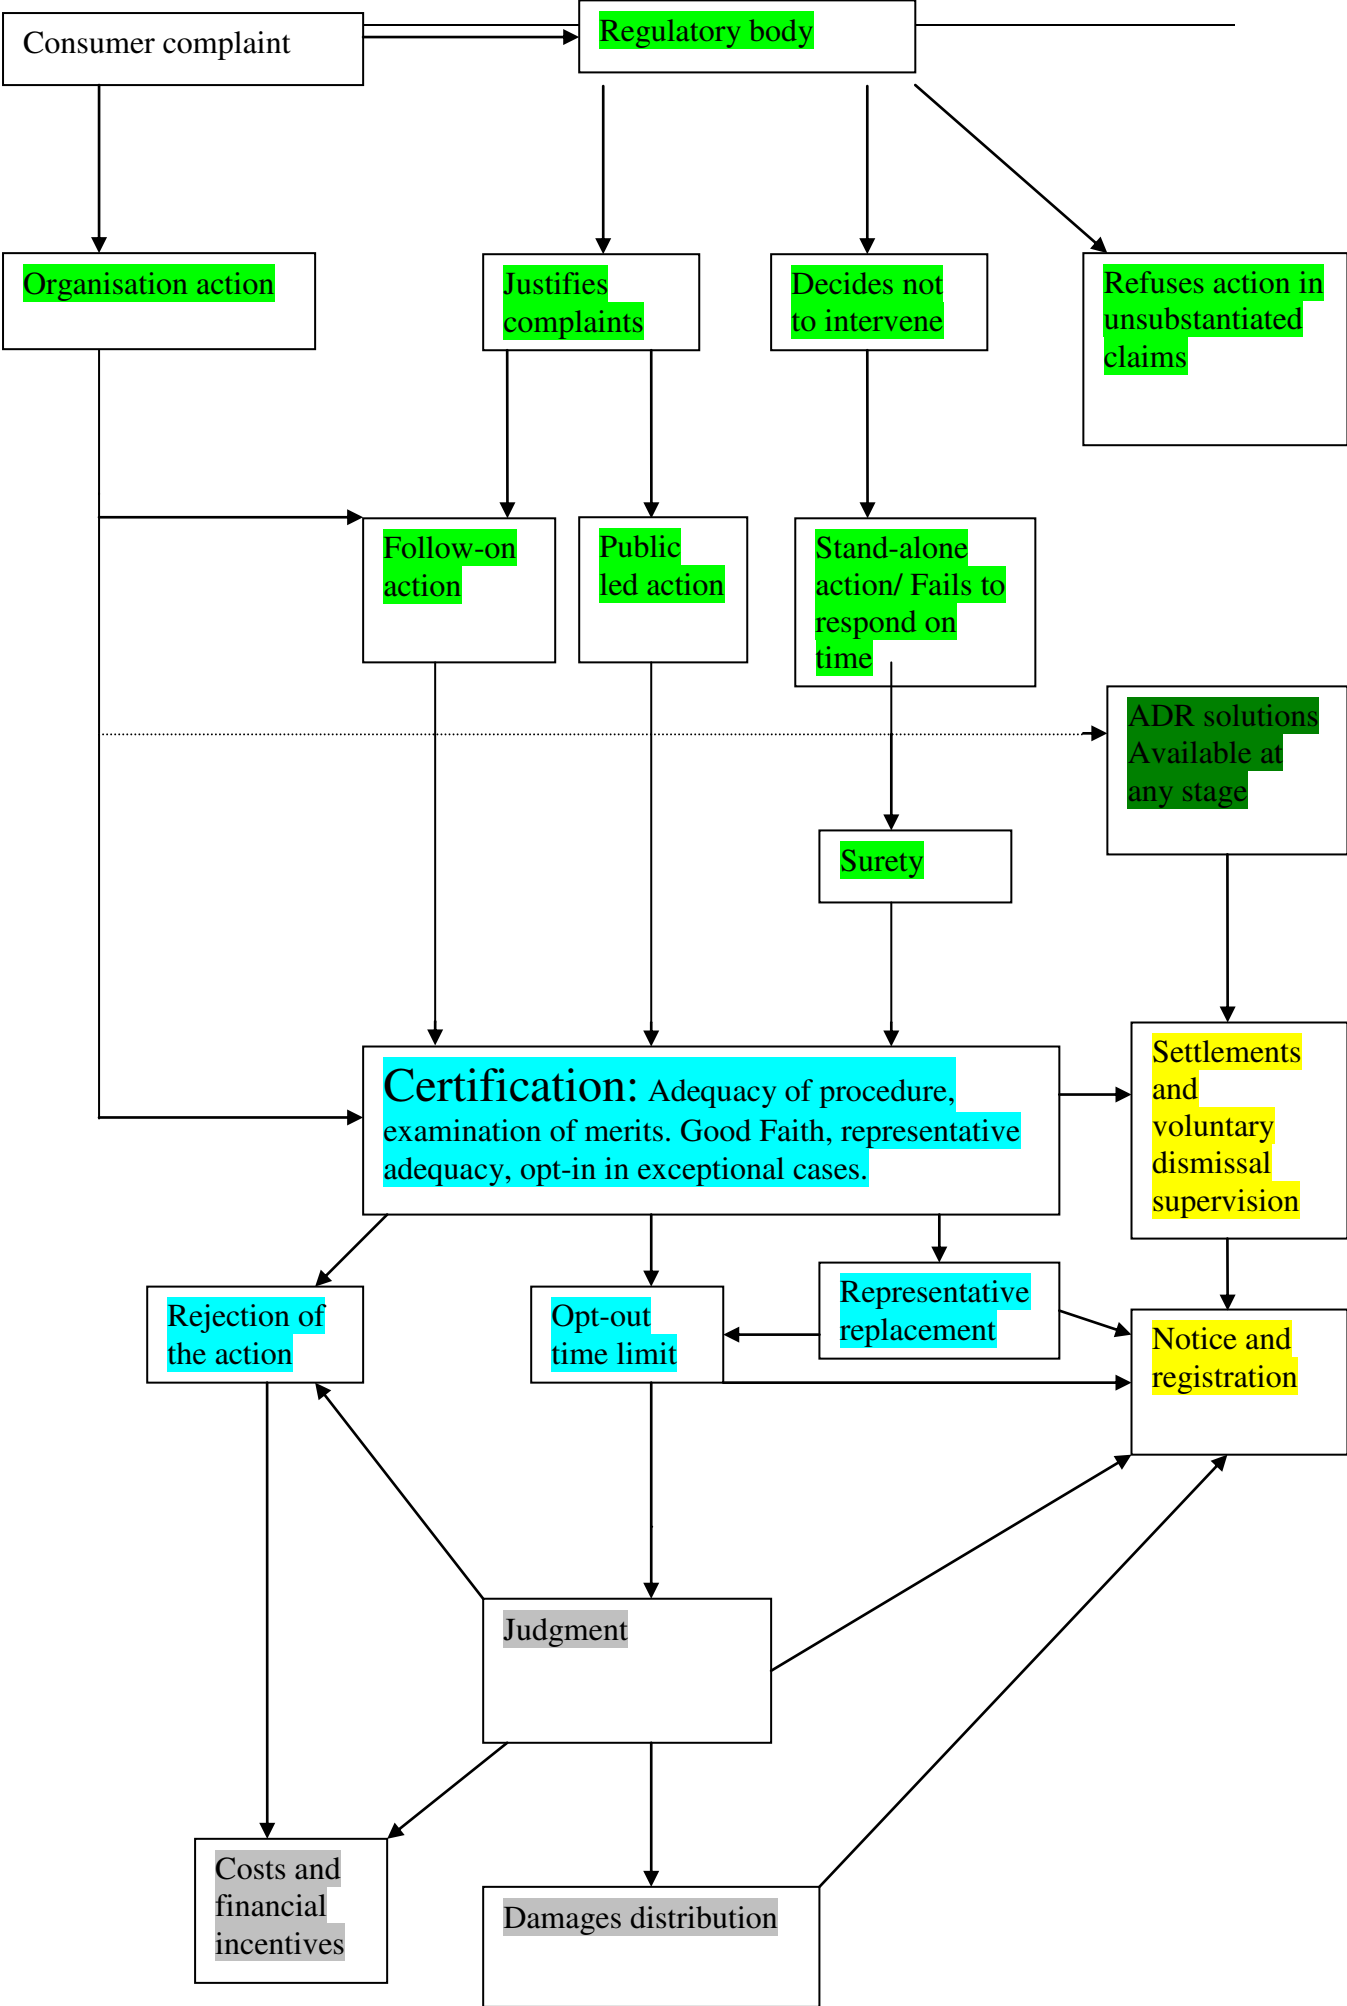 Consumer complaint
Regulatory body
Organisation action
Justifies
complaints
Decides not
to intervene
Refuses action in
unsubstantiated
claims
Follow-on
action
Public
led action
Stand-alone
action/ Fails to
respond on
time
ADR solutions
Available at
any stage
Surety
Certification: Adequacy of procedure,
examination of merits. Good Faith, representative
adequacy, opt-in in exceptional cases.
Settlements
and
voluntary
dismissal
supervision
Rejection of
the action
Opt-out
time limit
Representative
replacement
Notice and
registration
Judgment
Costs and
financial
incentives
Damages distribution